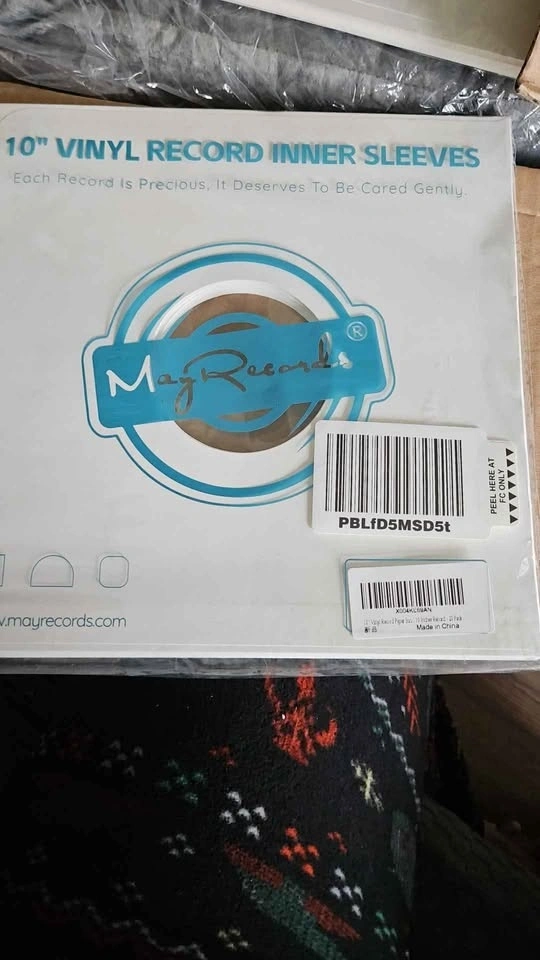 10" VINYL RECORD INNER SLEEVES
Each Record Is Precious, It Deserves To Be Cared Gently.
MayRecords ®
PEEL HERE AT
FC ONLY
PBLfD5MSD5t
Made in China
.mayrecords.com